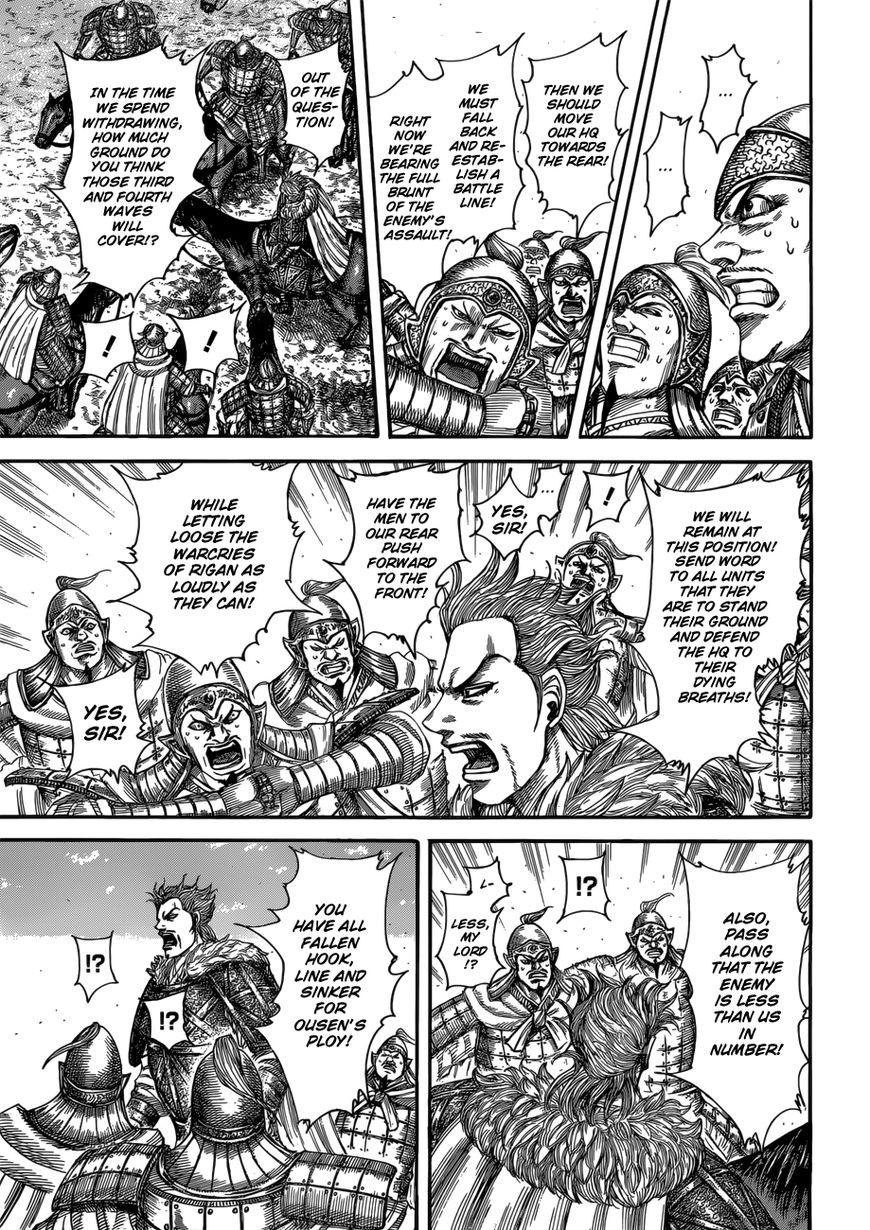 ...
...
THEN WE
SHOULD
MOVE
OUR HQ
TOWARDS
THE REAR!
WE
MUST
FALL
BACK
AND RE-
ESTAB-
LISH A
BATTLE
LINE!
RIGHT
NOW
WE'RE
BEARING
THE FULL
BRUNT
OF THE
ENEMY'S
ASSAULT!
OUT
OF THE
QUES-
TION!
IN THE TIME
WE SPEND
WITHDRAWING,
HOW MUCH
GROUND DO
YOU THINK
THOSE THIRD
AND FOURTH
WAVES
WILL
COVER!?
!
!
WE WILL
REMAIN AT
THIS POSITION!
SEND WORD
TO ALL UNITS
THAT THEY
ARE TO STAND
THEIR GROUND
AND DEFEND
THE HQ TO
THEIR
DYING
BREATHS!
!
...
YES,
SIR!
HAVE THE
MEN TO
OUR REAR
PUSH
FORWARD
TO THE
FRONT!
WHILE
LETTING
LOOSE THE
WARCRIES
OF RIGAN AS
LOUDLY AS
THEY CAN!
YES,
SIR!
ALSO,
PASS
ALONG
THAT THE
ENEMY
IS LESS
THAN US
IN
NUMBER!
!?
L-
LESS,
MY
LORD
!?
YOU
HAVE ALL
FALLEN
HOOK,
LINE AND
SINKER
FOR
OUSEN'S
PLOY!
!?
!?